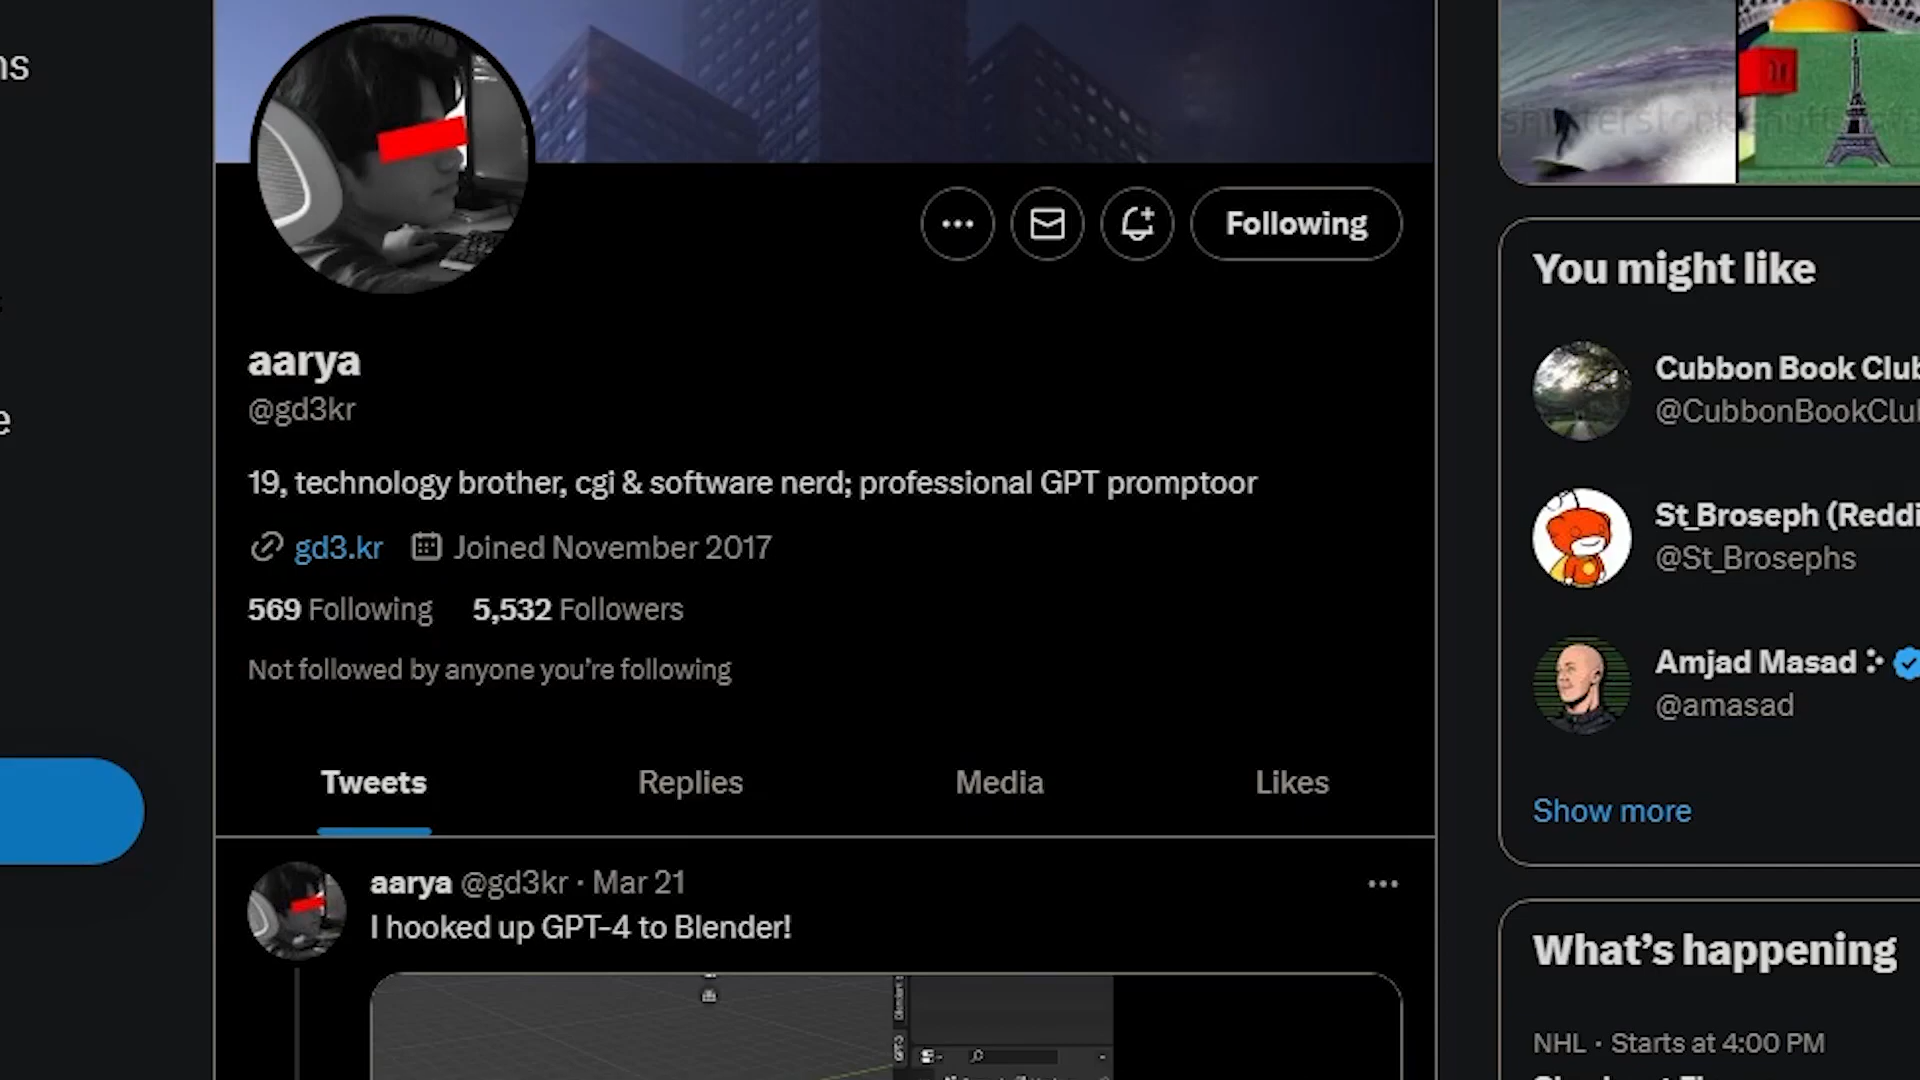 Following
aarya
@gd3kr
19, technology brother, cgi & software nerd; professional GPT promptoor
gd3.kr Joined November 2017
569 Following 5,532 Followers
Not followed by anyone you're following
Tweets Replies Media Likes
aarya @gd3kr · Mar 21
I hooked up GPT-4 to Blender!
You might like
Cubbon Book Club
@CubbonBookClu
St_Broseph (Reddi
@St_Brosephs
Amjad Masad
@amasad
Show more
What's happening
NHL · Starts at 4:00 PM